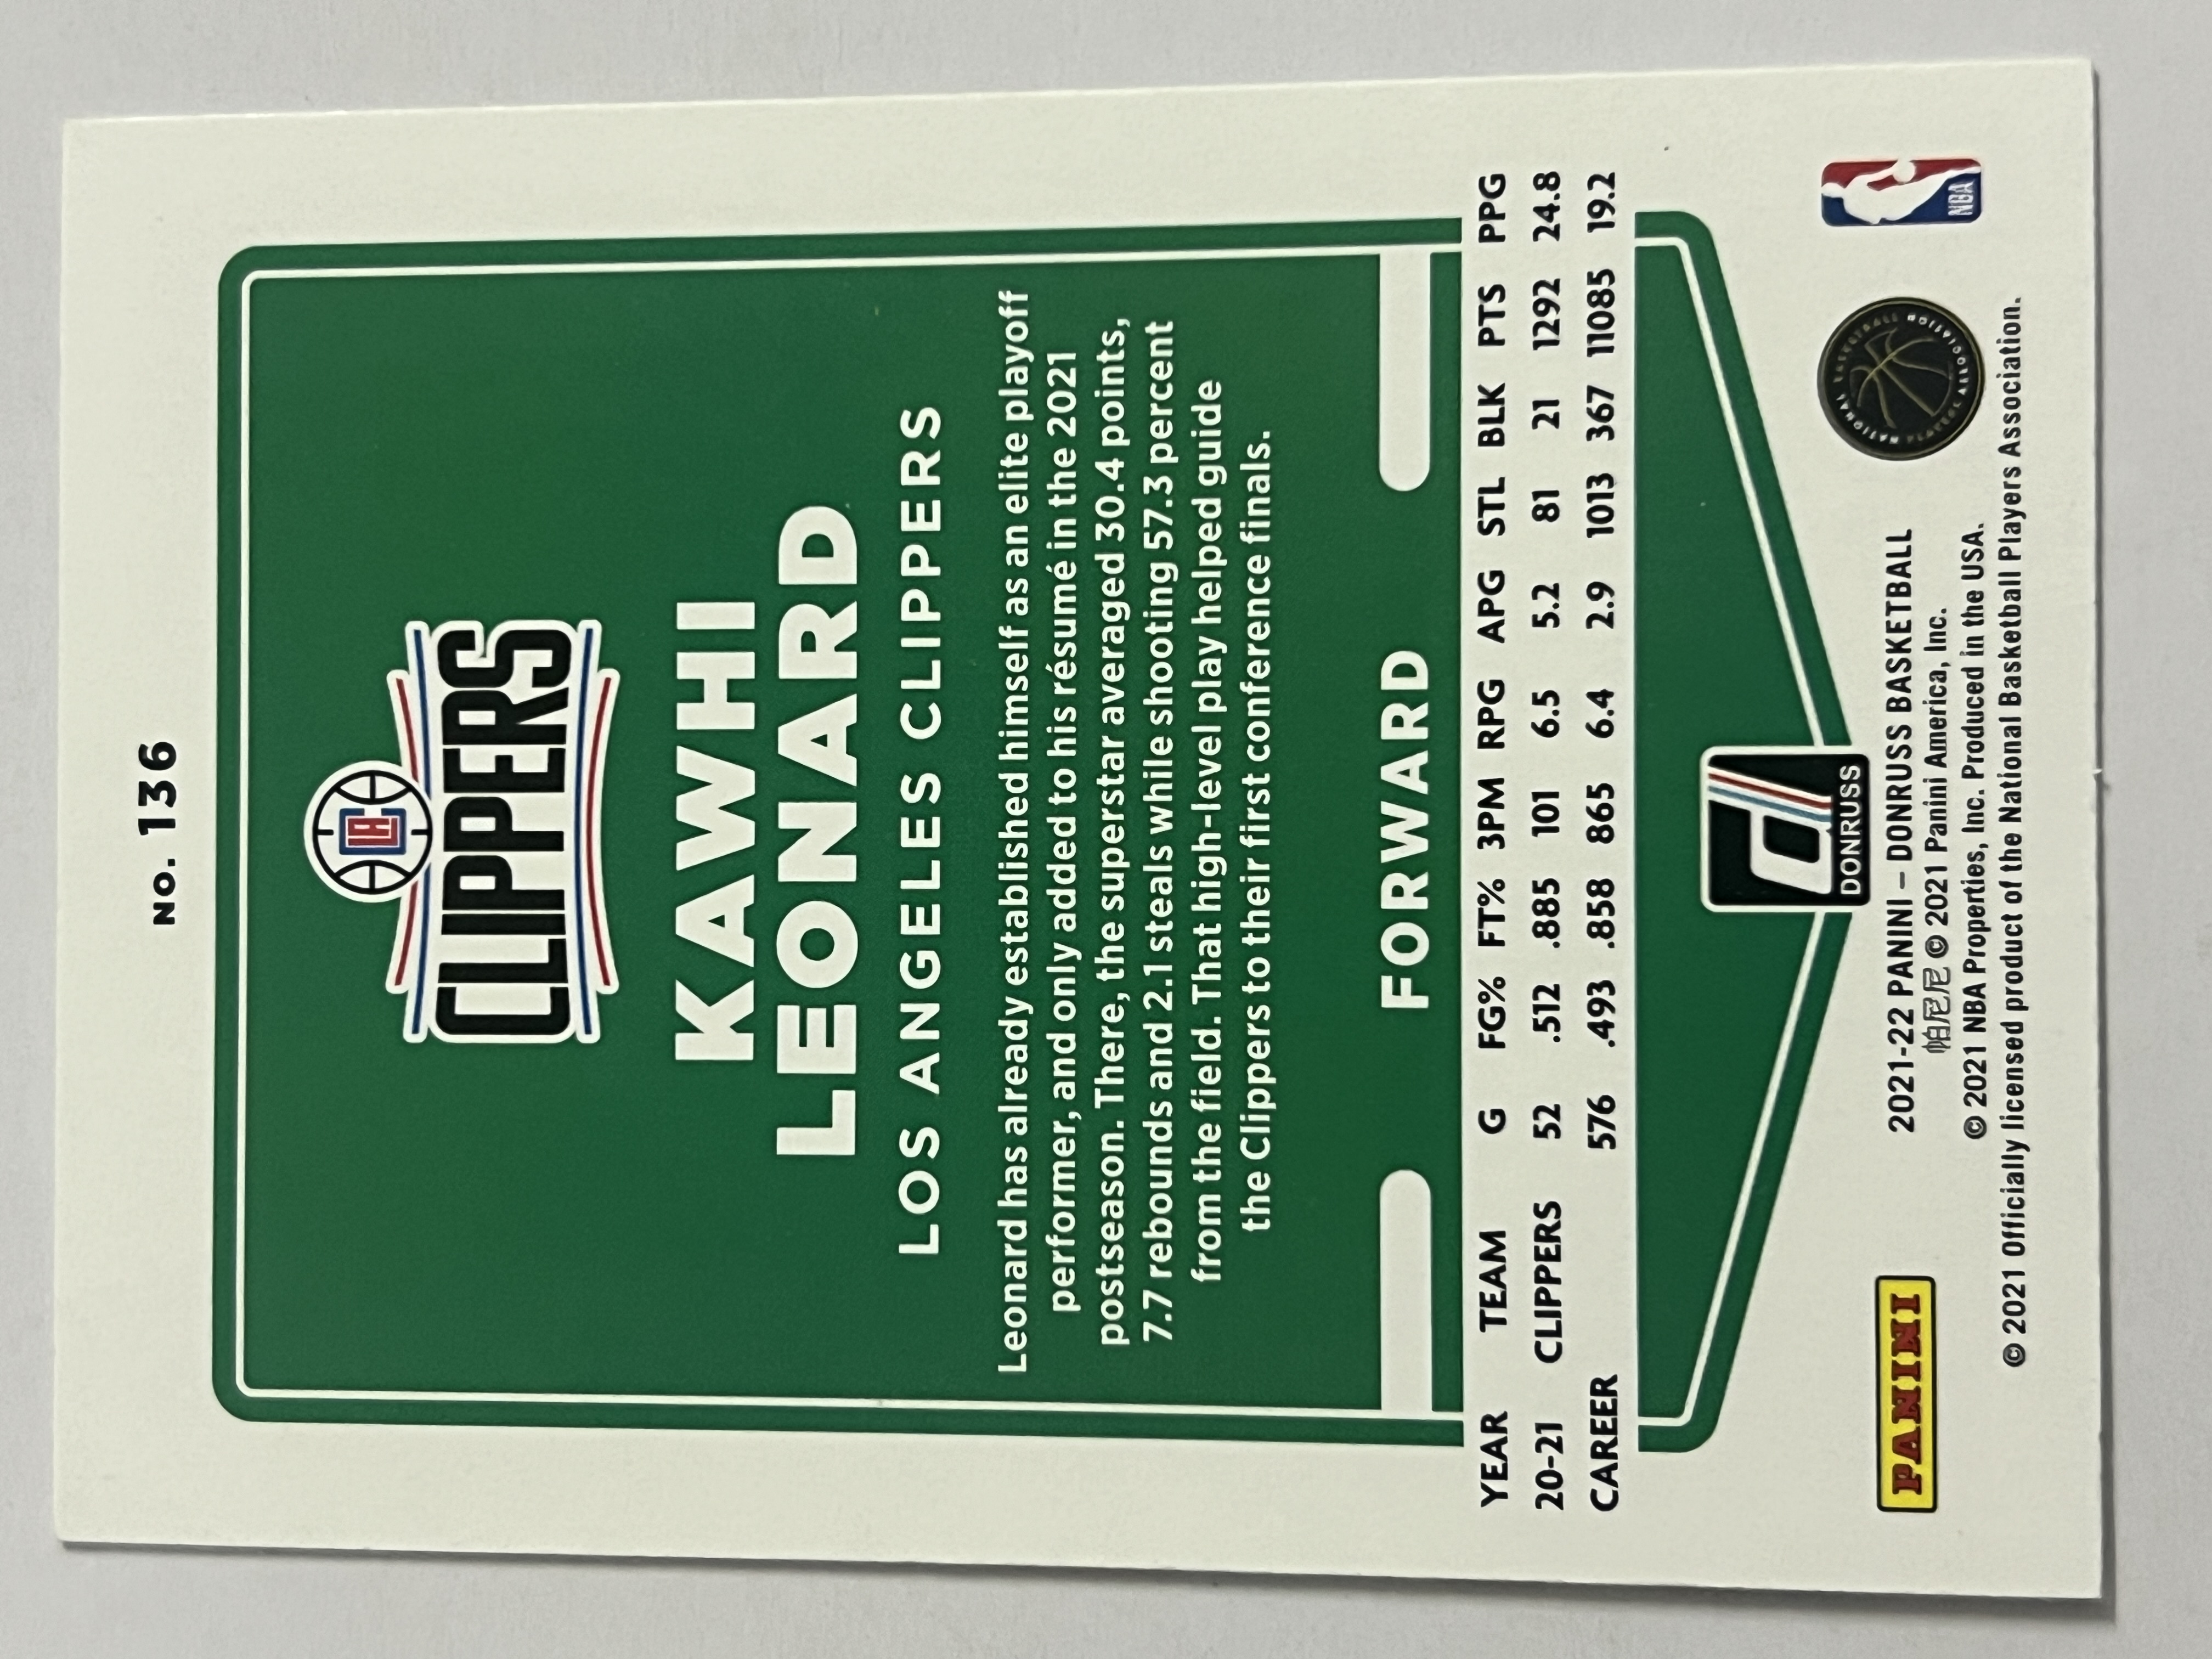 No. 136
LAC
CLIPPERS
KAWHI
LEONARD
LOS ANGELES CLIPPERS
Leonard has already established himself as an elite playoff
performer, and only added to his résumé in the 2021
postseason. There, the superstar averaged 30.4 points,
7.7 rebounds and 2.1 steals while shooting 57.3 percent
from the field. That high-level play helped guide
the Clippers to their first conference finals.
FORWARD
YEAR TEAM G FG% FT% 3PM RPG APG STL BLK PTS PPG
20-21 CLIPPERS 52 .512 .885 101 6.5 5.2 81 21 1292 24.8
CAREER 576 .493 .858 865 6.4 2.9 1013 367 11085 19.2
DONRUSS
PANINI
2021-22 PANINI – DONRUSS BASKETBALL
帕尼尼 © 2021 Panini America, Inc.
© 2021 NBA Properties, Inc. Produced in the USA.
© 2021 Officially licensed product of the National Basketball Players Association.
NATIONAL BASKETBALL PLAYERS ASSOCIATION
NBA